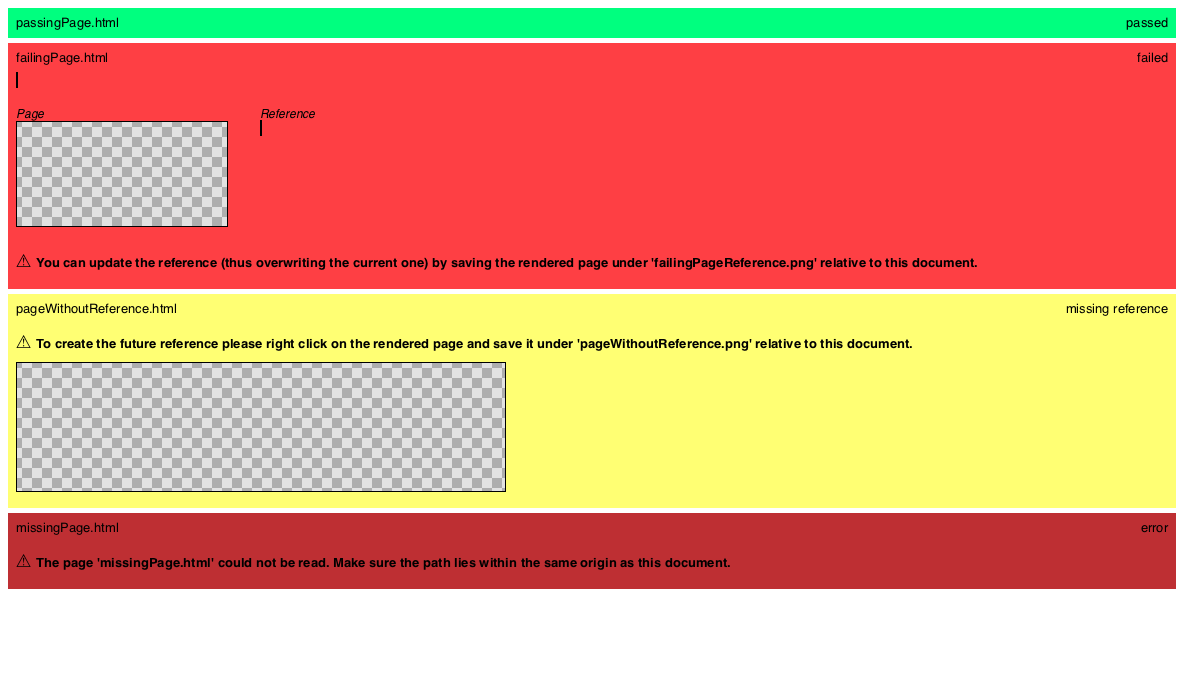 passingPage.html passed
failingPage.html failed
Page Reference
⚠ You can update the reference (thus overwriting the current one) by saving the rendered page under 'failingPageReference.png' relative to this document.
pageWithoutReference.html missing reference
⚠ To create the future reference please right click on the rendered page and save it under 'pageWithoutReference.png' relative to this document.
missingPage.html error
⚠ The page 'missingPage.html' could not be read. Make sure the path lies within the same origin as this document.